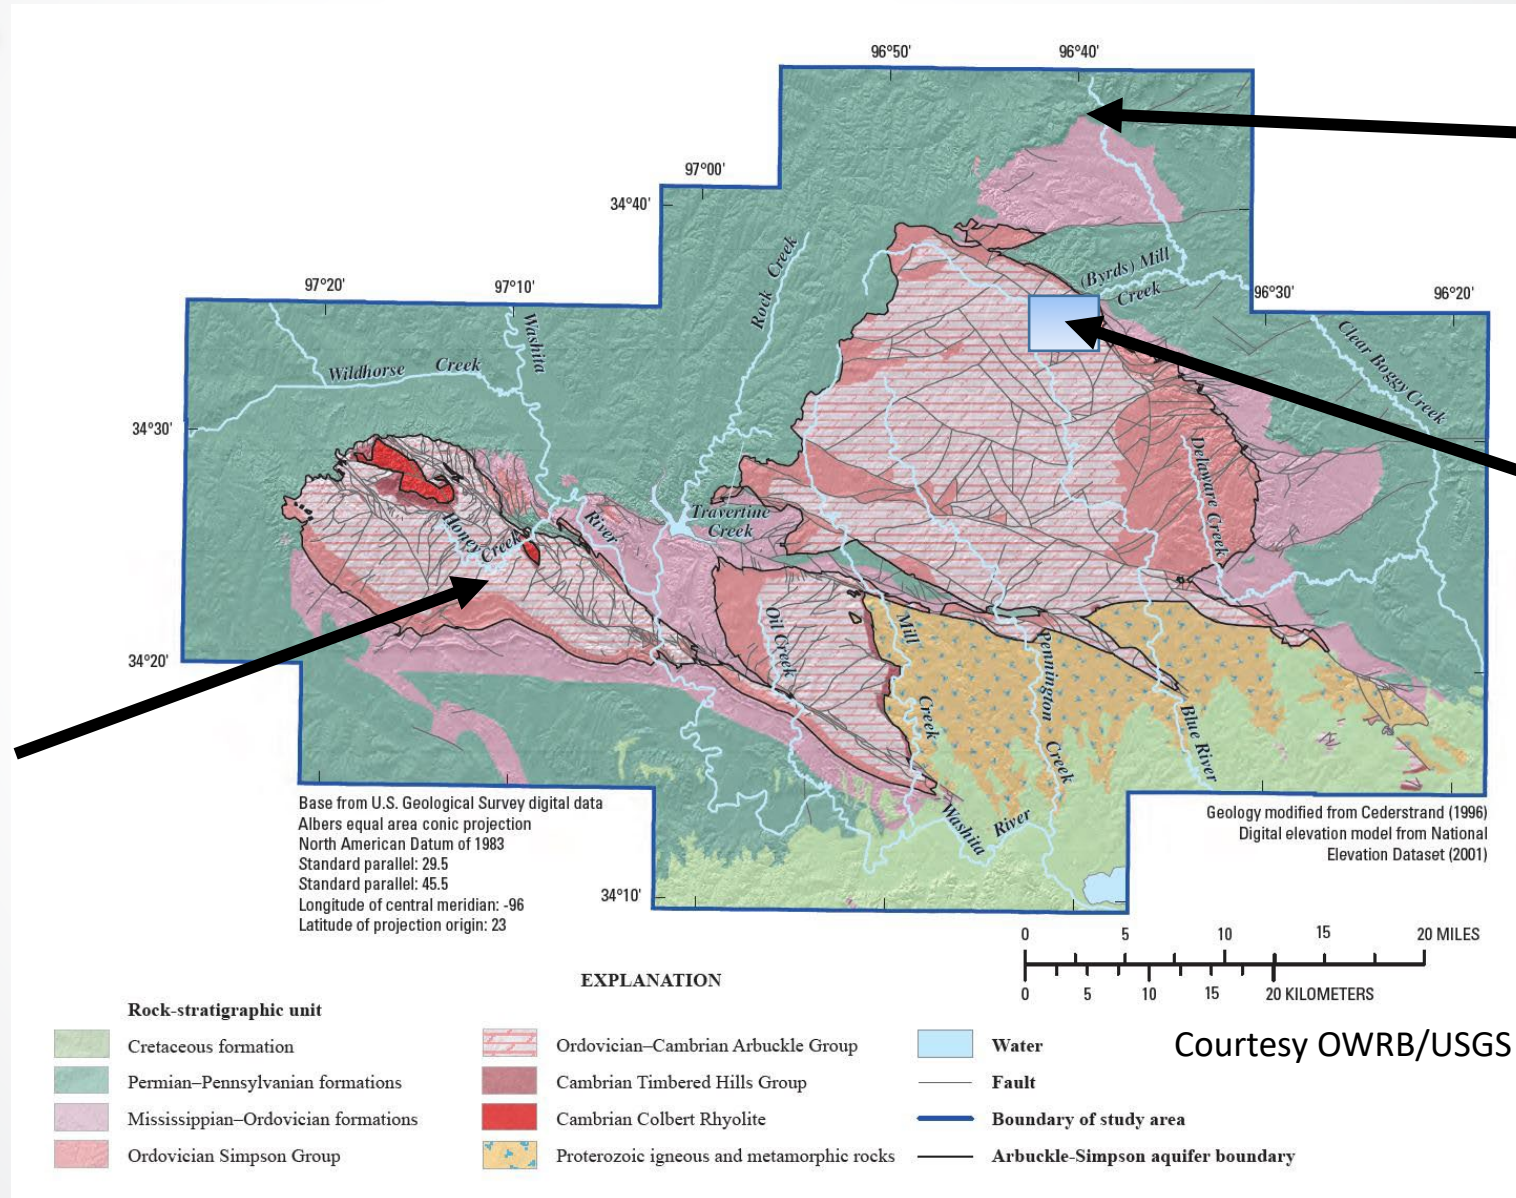 96°50'
96°40'
97°00'
34°40'
97°20'
97°10'
96°30'
96°20'
Rock Creek
(Byrds) Mill
Creek
Washita
Wildhorse Creek
Clear Boggy Creek
34°30'
Delaware Creek
Travertine
Creek
Honey
Creek
River
Oil Creek
Mill
Creek
Pennington
Creek
Blue River
34°20'
Washita River
34°10'
Base from U.S. Geological Survey digital data
Albers equal area conic projection
North American Datum of 1983
Standard parallel: 29.5
Standard parallel: 45.5
Longitude of central meridian: -96
Latitude of projection origin: 23
Geology modified from Cederstrand (1996)
Digital elevation model from National
Elevation Dataset (2001)
0 5 10 15 20 MILES
0 5 10 15 20 KILOMETERS
EXPLANATION
Rock-stratigraphic unit
Cretaceous formation
Permian–Pennsylvanian formations
Mississippian–Ordovician formations
Ordovician Simpson Group
Ordovician–Cambrian Arbuckle Group
Cambrian Timbered Hills Group
Cambrian Colbert Rhyolite
Proterozoic igneous and metamorphic rocks
Water
Fault
Boundary of study area
Arbuckle-Simpson aquifer boundary
Courtesy OWRB/USGS